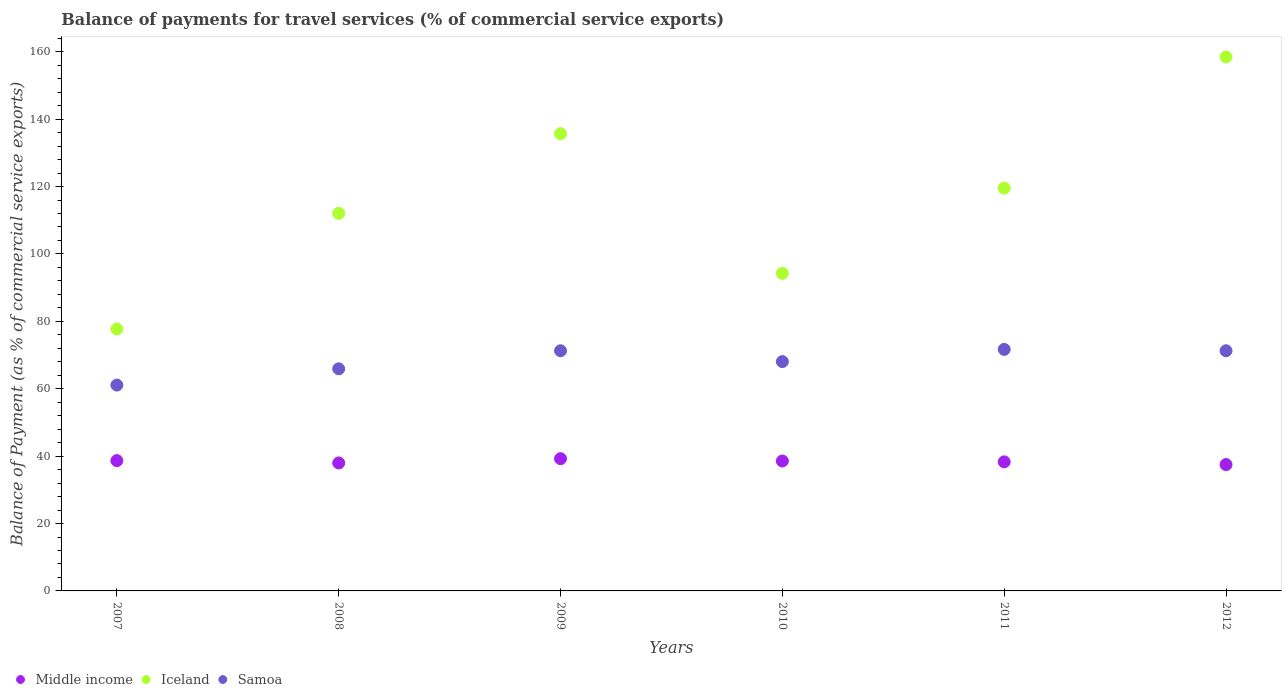 Balance of payments for travel services (% of commercial service exports)
Balance of Payment (as % of commercial service exports)
160
140
120
100
80
60
40
20
0
2007
2008
2009
2010
2011
2012
Years
Middle income
Iceland
Samoa